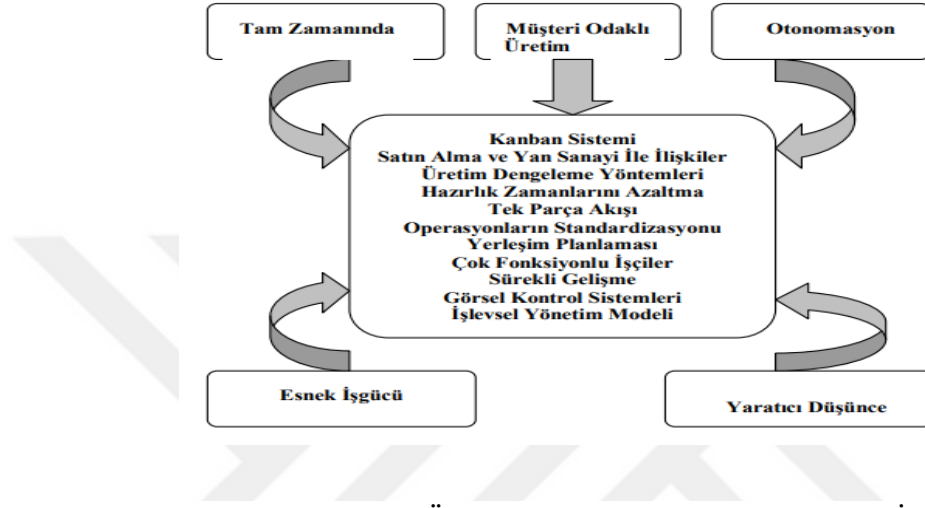 Tam Zamanında
Müşteri Odaklı
Üretim
Otonomasyon
Kanban Sistemi
Satın Alma ve Yan Sanayi İle İlişkiler
Üretim Dengeleme Yöntemleri
Hazırlık Zamanlarını Azaltma
Tek Parça Akışı
Operasyonların Standardizasyonu
Yerleşim Planlaması
Çok Fonksiyonlu İşçiler
Sürekli Gelişme
Görsel Kontrol Sistemleri
İşlevsel Yönetim Modeli
Esnek İşgücü
Yaratıcı Düşünce